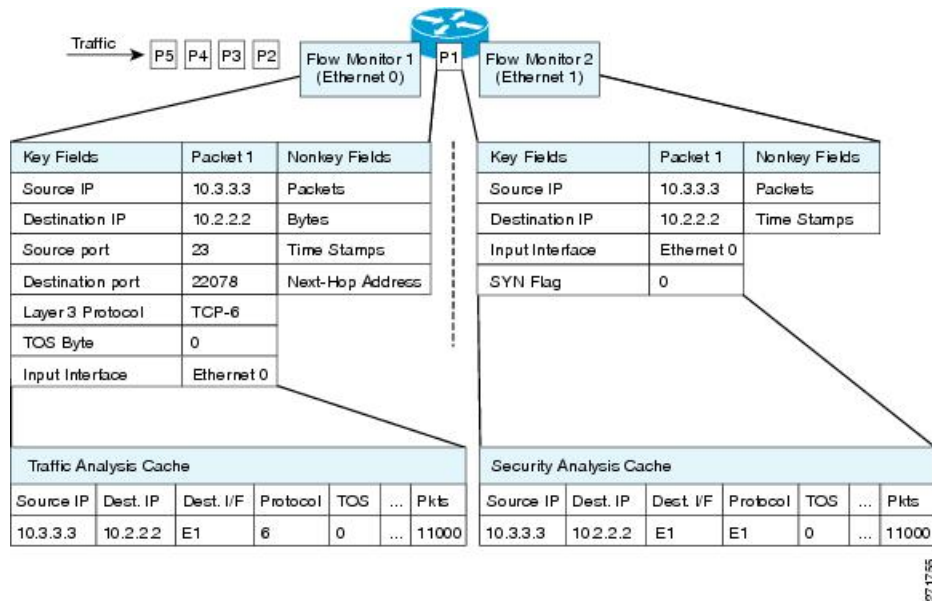 Traffic
P5 P4 P3 P2
Flow Monitor 1
(Ethernet 0)
P1
Flow Monitor 2
(Ethernet 1)
Key Fields Packet 1 Nonkey Fields
Source IP 10.3.3.3 Packets
Destination IP 10.2.2.2 Bytes
Source port 23 Time Stamps
Destination port 22078 Next-Hop Address
Layer 3 Protocol TCP-6
TOS Byte 0
Input Interface Ethernet 0
Key Fields Packet 1 Nonkey Fields
Source IP 10.3.3.3 Packets
Destination IP 10.2.2.2 Time Stamps
Input Interface Ethernet 0
SYN Flag 0
Traffic Analysis Cache
Source IP Dest. IP Dest. I/F Protocol TOS ... Pkts
10.3.3.3 10.2.2.2 E1 6 0 ... 11000
Security Analysis Cache
Source IP Dest. IP Dest. I/F Protocol TOS ... Pkts
10.3.3.3 10.2.2.2 E1 E1 0 ... 11000
271755